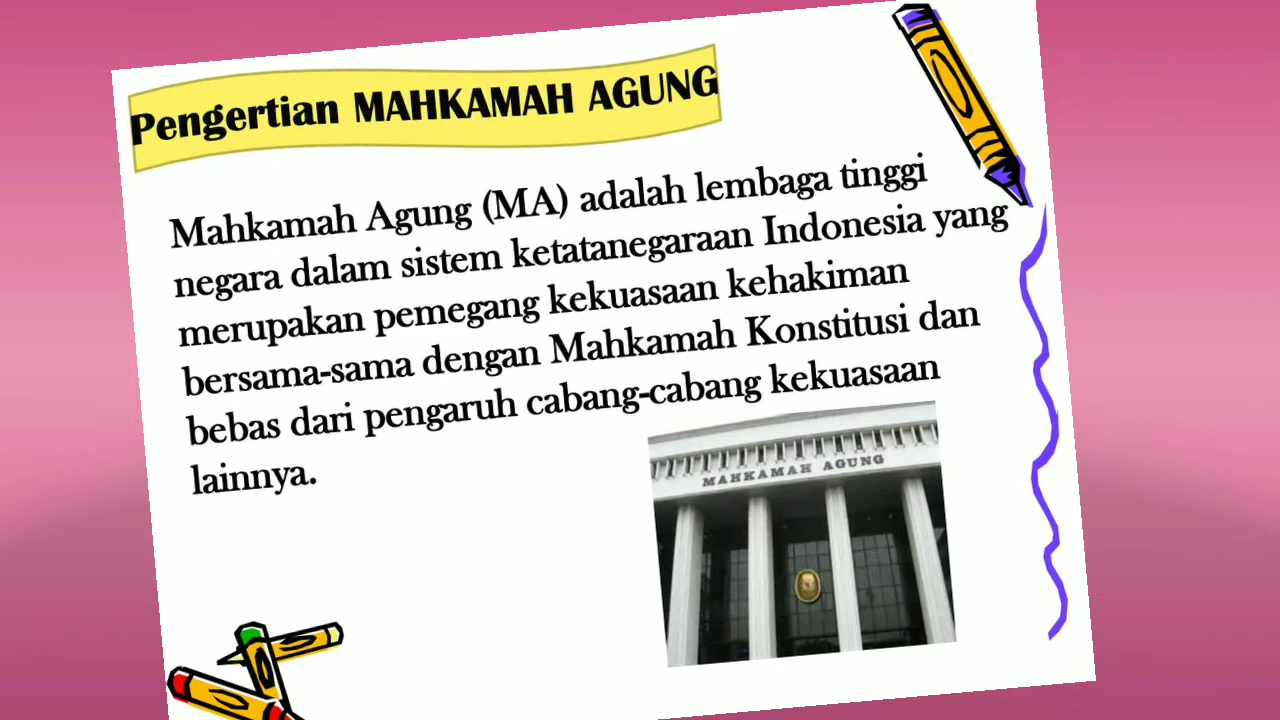 Pengertian MAHKAMAH AGUNG
Mahkamah Agung (MA) adalah lembaga tinggi
negara dalam sistem ketatanegaraan Indonesia yang
merupakan pemegang kekuasaan kehakiman
bersama-sama dengan Mahkamah Konstitusi dan
bebas dari pengaruh cabang-cabang kekuasaan
lainnya.
MAHKAMAH AGUNG